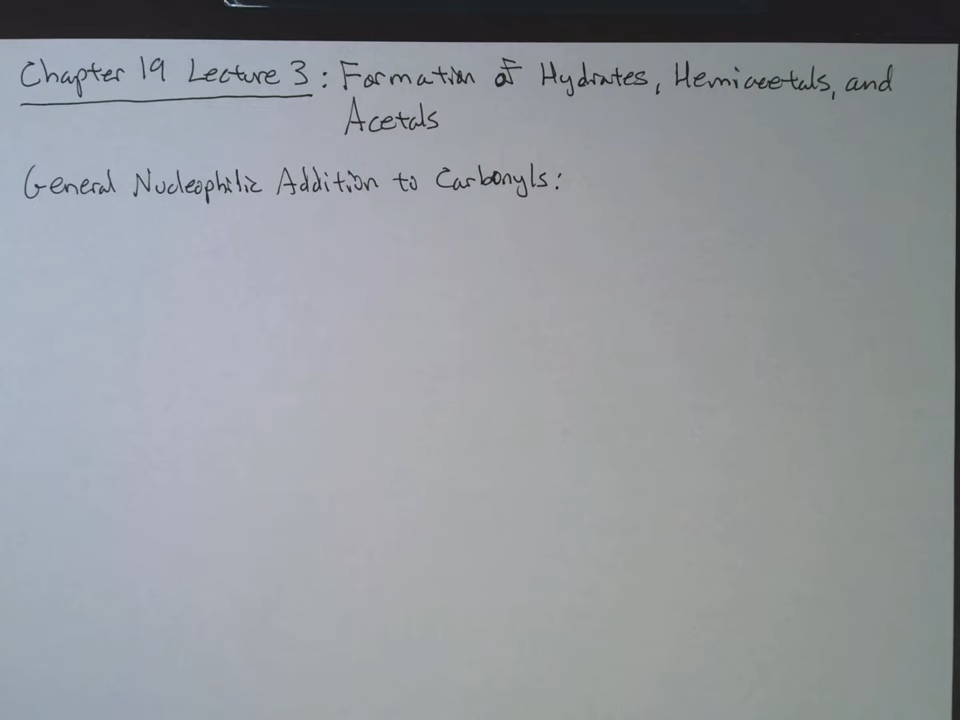 Chapter 19 Lecture 3: Formation of Hydrates, Hemiacetals, and
Acetals
General Nucleophilic Addition to Carbonyls: